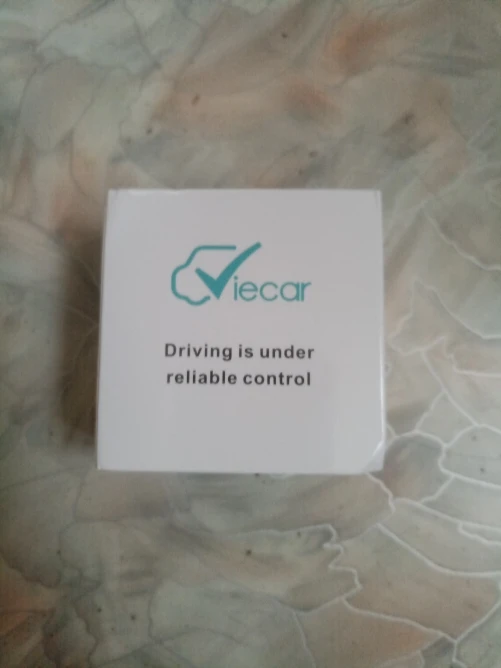 Viecar
Driving is under
reliable control